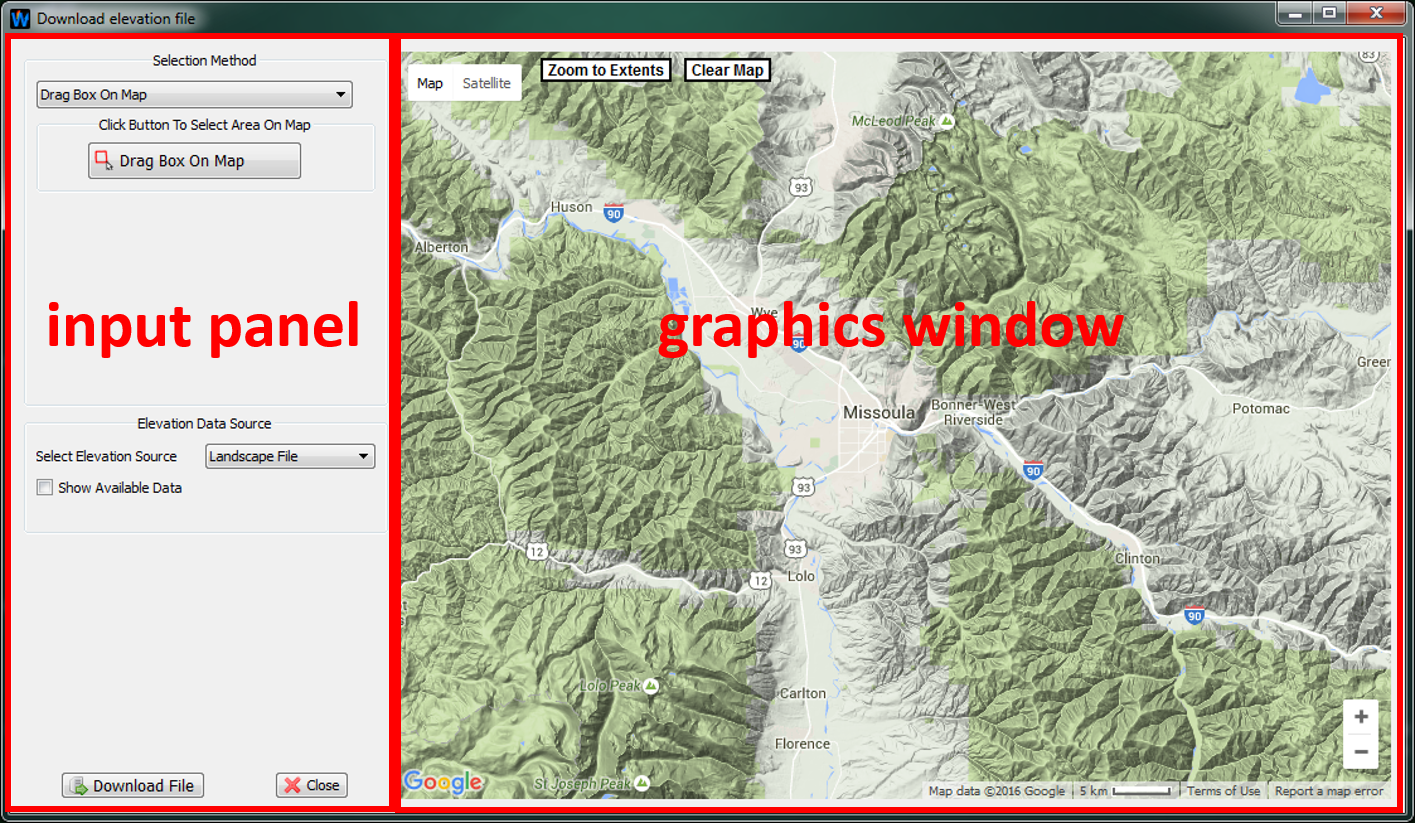 Download elevation file
Selection Method
Drag Box On Map
Click Button To Select Area On Map
Drag Box On Map
input panel
Elevation Data Source
Select Elevation Source
Landscape File
Show Available Data
Download File
Close
Map
Satellite
Zoom to Extents
Clear Map
83
McLeod Peak
93
Huson
90
Alberton
Wye
graphics window
90
Green
Missoula
Bonner-West
Riverside
Potomac
90
93
12
93
Clinton
12
Lolo
90
Lolo Peak
Carlton
Florence
St Joseph Peak
Google
Map data ©2016 Google
5 km
Terms of Use
Report a map error